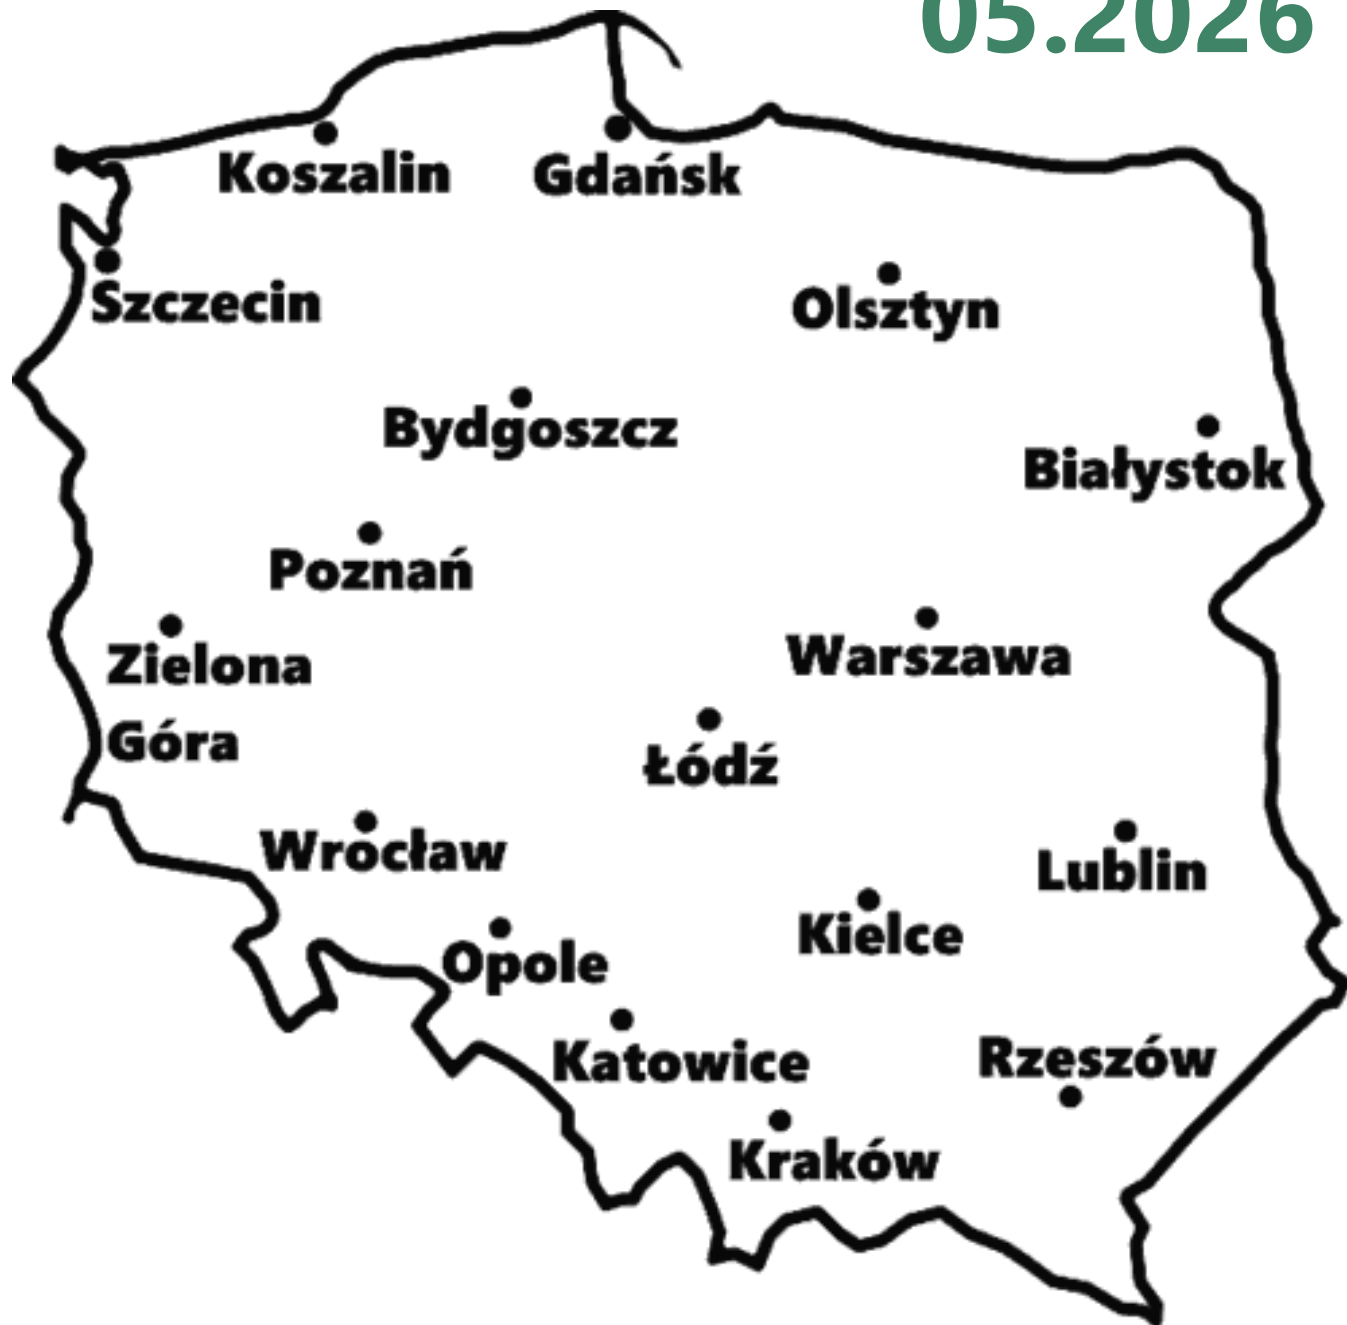 05.2026
Koszalin
Gdańsk
Szczecin
Olsztyn
Bydgoszcz
Białystok
Poznań
Zielona
Góra
Warszawa
Łódź
Wrocław
Lublin
Kielce
Opole
Katowice
Rzeszów
Kraków